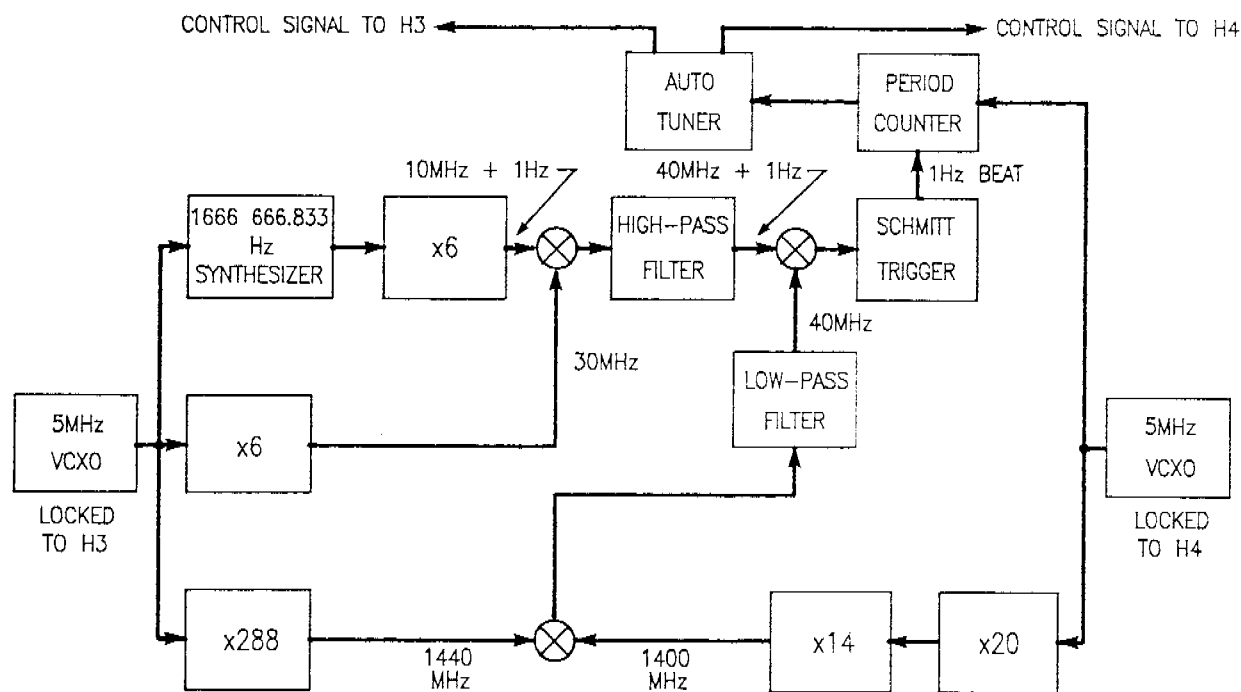 CONTROL SIGNAL TO H3
CONTROL SIGNAL TO H4
AUTO
TUNER
PERIOD
COUNTER
10MHz + 1Hz
40MHz + 1Hz
1Hz BEAT
1666 666.833
Hz
SYNTHESIZER
x6
HIGH-PASS
FILTER
SCHMITT
TRIGGER
30MHz
40MHz
LOW-PASS
FILTER
5MHz
VCXO
LOCKED
TO H3
x6
5MHz
VCXO
LOCKED
TO H4
x288
1440
MHz
1400
MHz
x14
x20